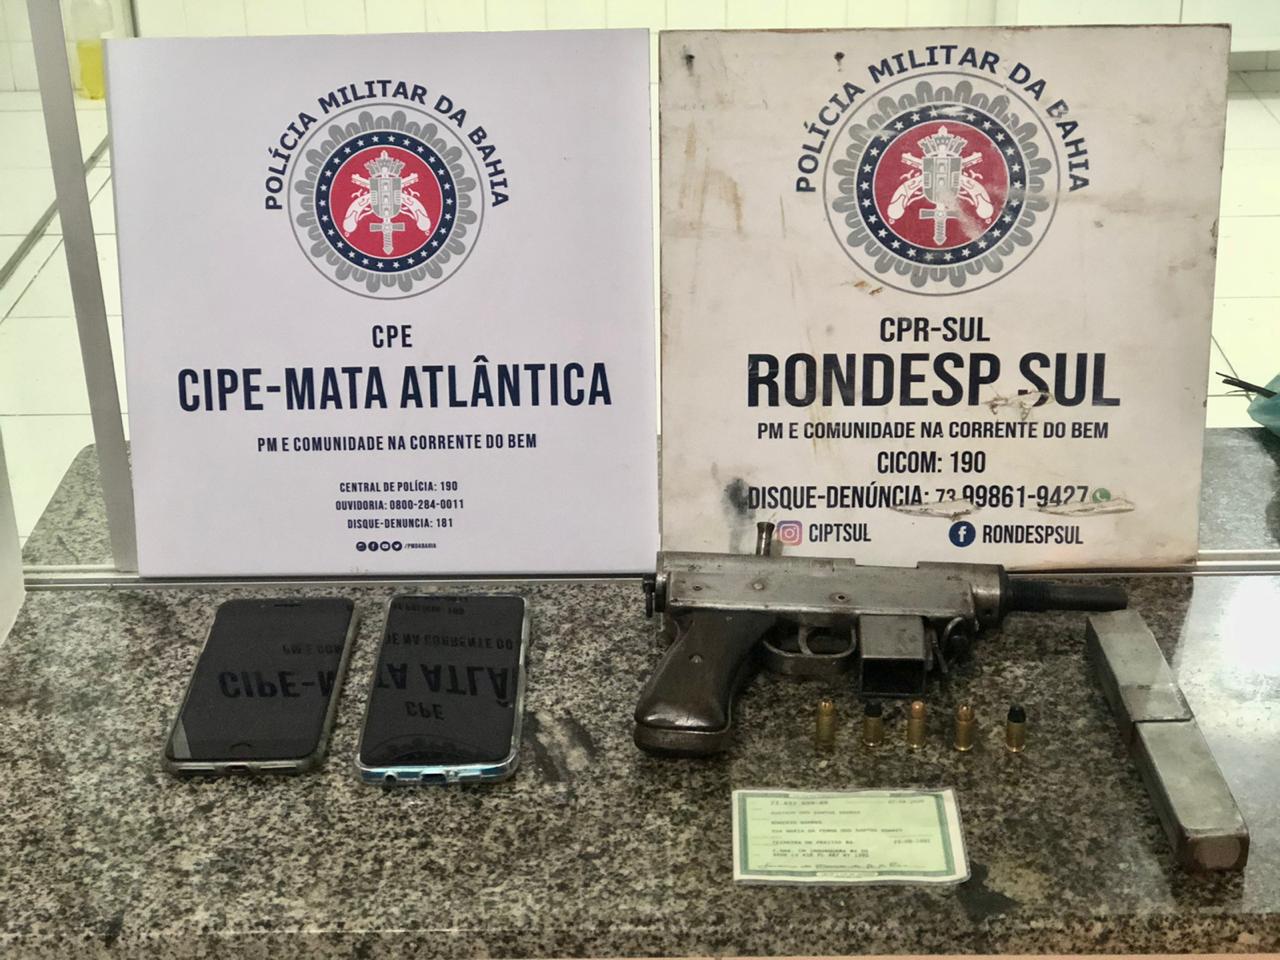 POLÍCIA MILITAR DA BAHIA
CPE
CIPE-MATA ATLÂNTICA
PM E COMUNIDADE NA CORRENTE DO BEM
CENTRAL DE POLÍCIA: 190
OUVIDORIA: 0800-284-0011
DISQUE-DENUNCIA: 181
/PMDABAHIA
POLÍCIA MILITAR DA BAHIA
CPR-SUL
RONDESP SUL
PM E COMUNIDADE NA CORRENTE DO BEM
CICOM: 190
DISQUE-DENÚNCIA: 73 99861-9427
CIPTSUL
RONDESPSUL